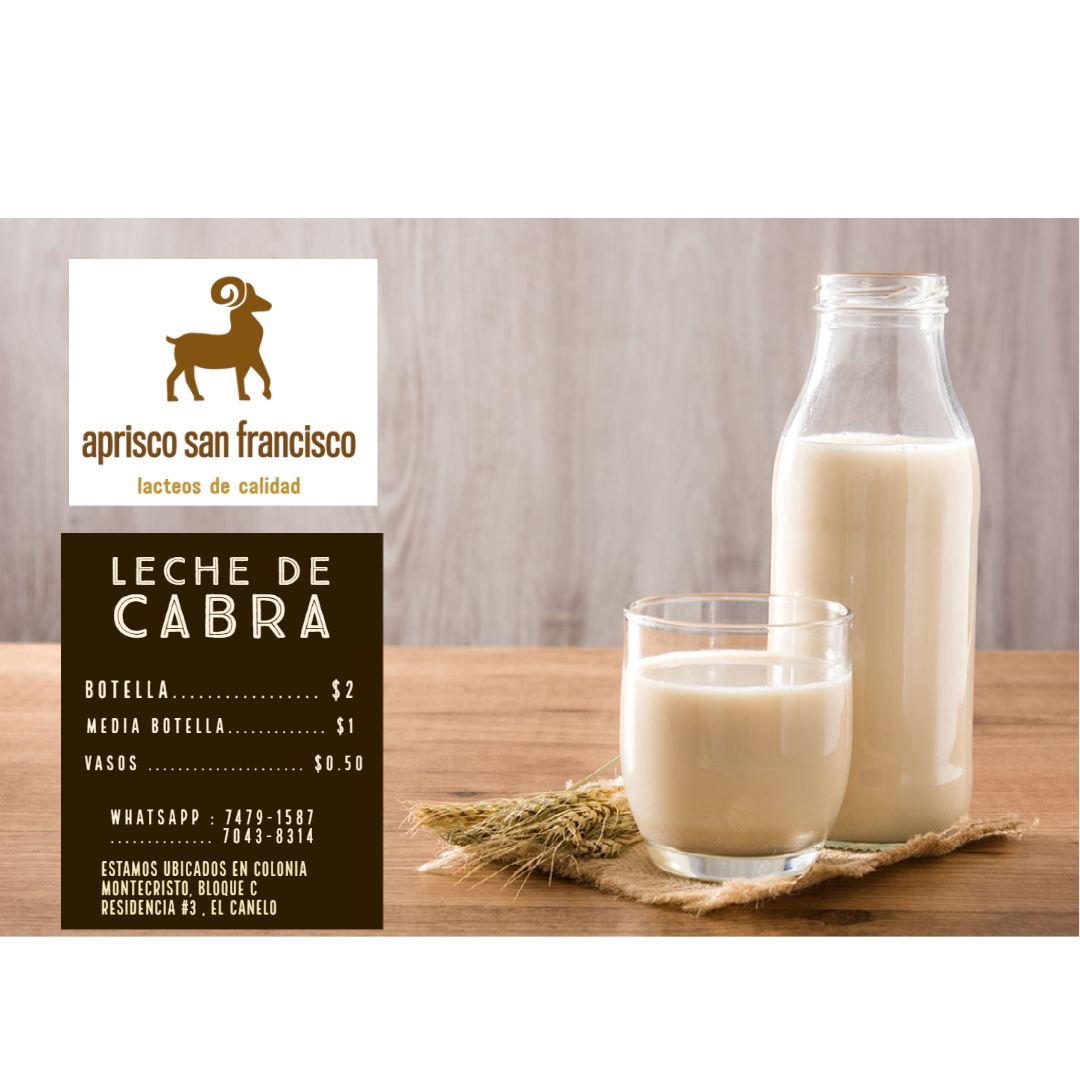 aprisco san francisco
lacteos de calidad
LECHE DE
CABRA
BOTELLA................. $2
MEDIA BOTELLA............. $1
VASOS ..................... $0.50
WHATSAPP : 7479-1587
.............. 7043-8314
ESTAMOS UBICADOS EN COLONIA
MONTECRISTO, BLOQUE C
RESIDENCIA #3 , EL CANELO